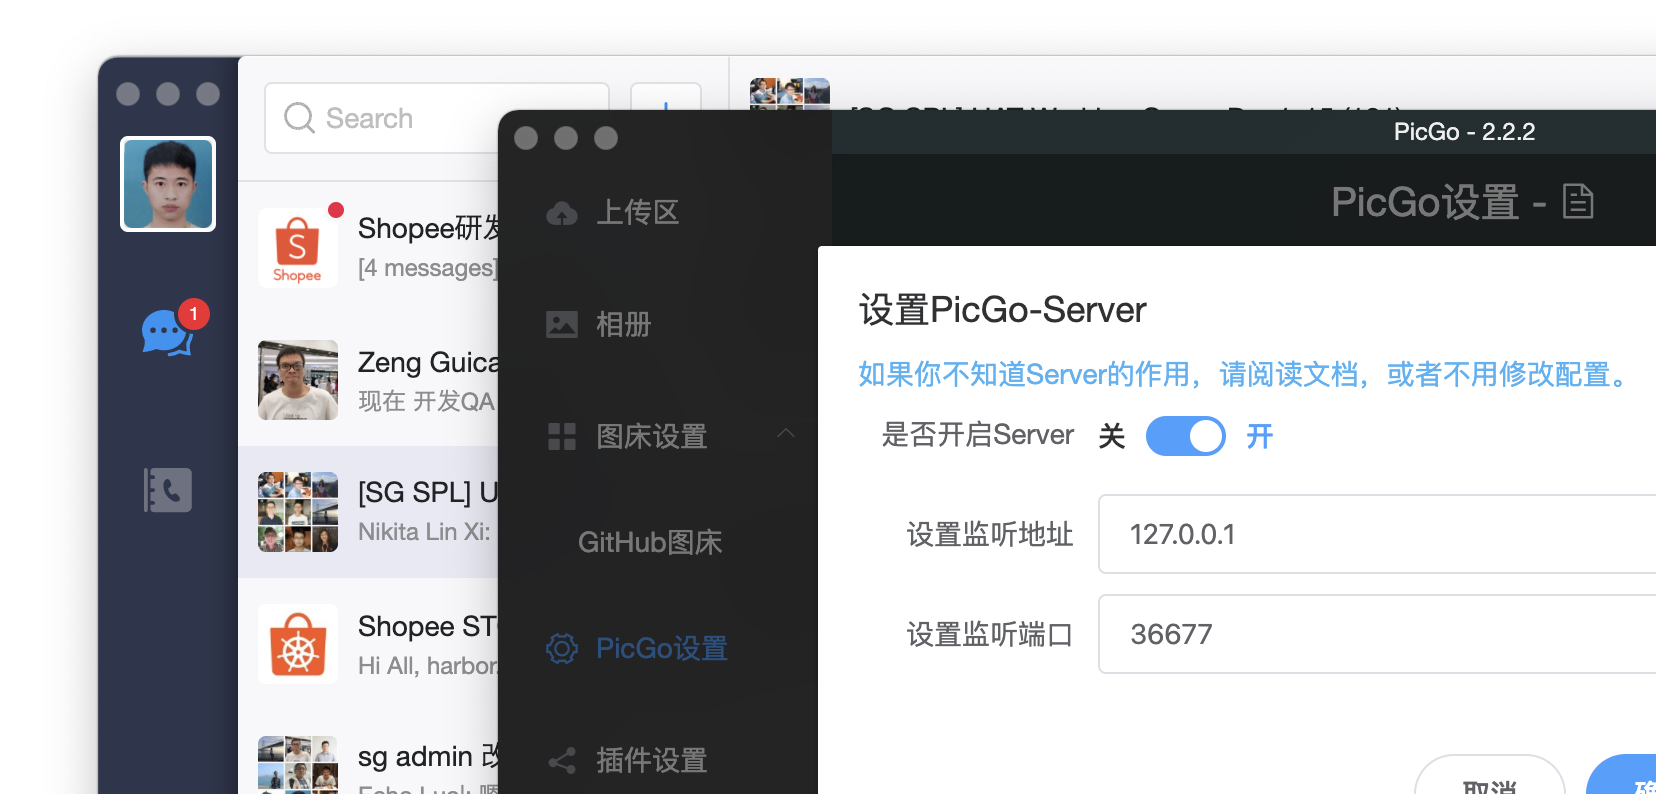 Search
1
Shopee研发
[4 messages]
S
Shopee
Zeng Guica
现在 开发QA
[SG SPL] U
Nikita Lin Xi:
Shopee ST
Hi All, harbor.
sg admin 改
PicGo - 2.2.2
PicGo设置 -
上传区
相册
图床设置
GitHub图床
PicGo设置
插件设置
设置PicGo-Server
如果你不知道Server的作用，请阅读文档，或者不用修改配置。
是否开启Server 关 开
设置监听地址 127.0.0.1
设置监听端口 36677
取消